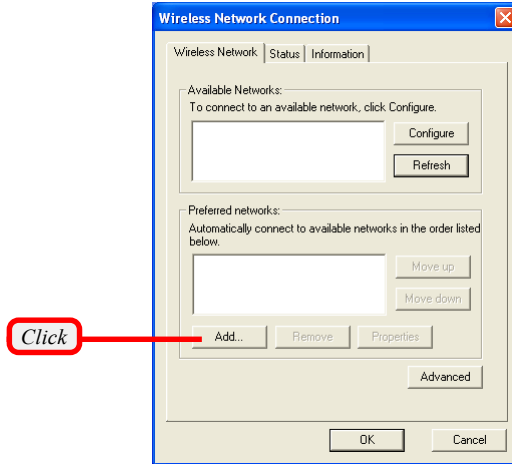 Wireless Network Connection
Wireless Network Status Information
Available Networks:
To connect to an available network, click Configure.
Configure
Refresh
Preferred networks:
Automatically connect to available networks in the order listed
below.
Move up
Move down
Click
Add... Remove Properties
Advanced
OK Cancel